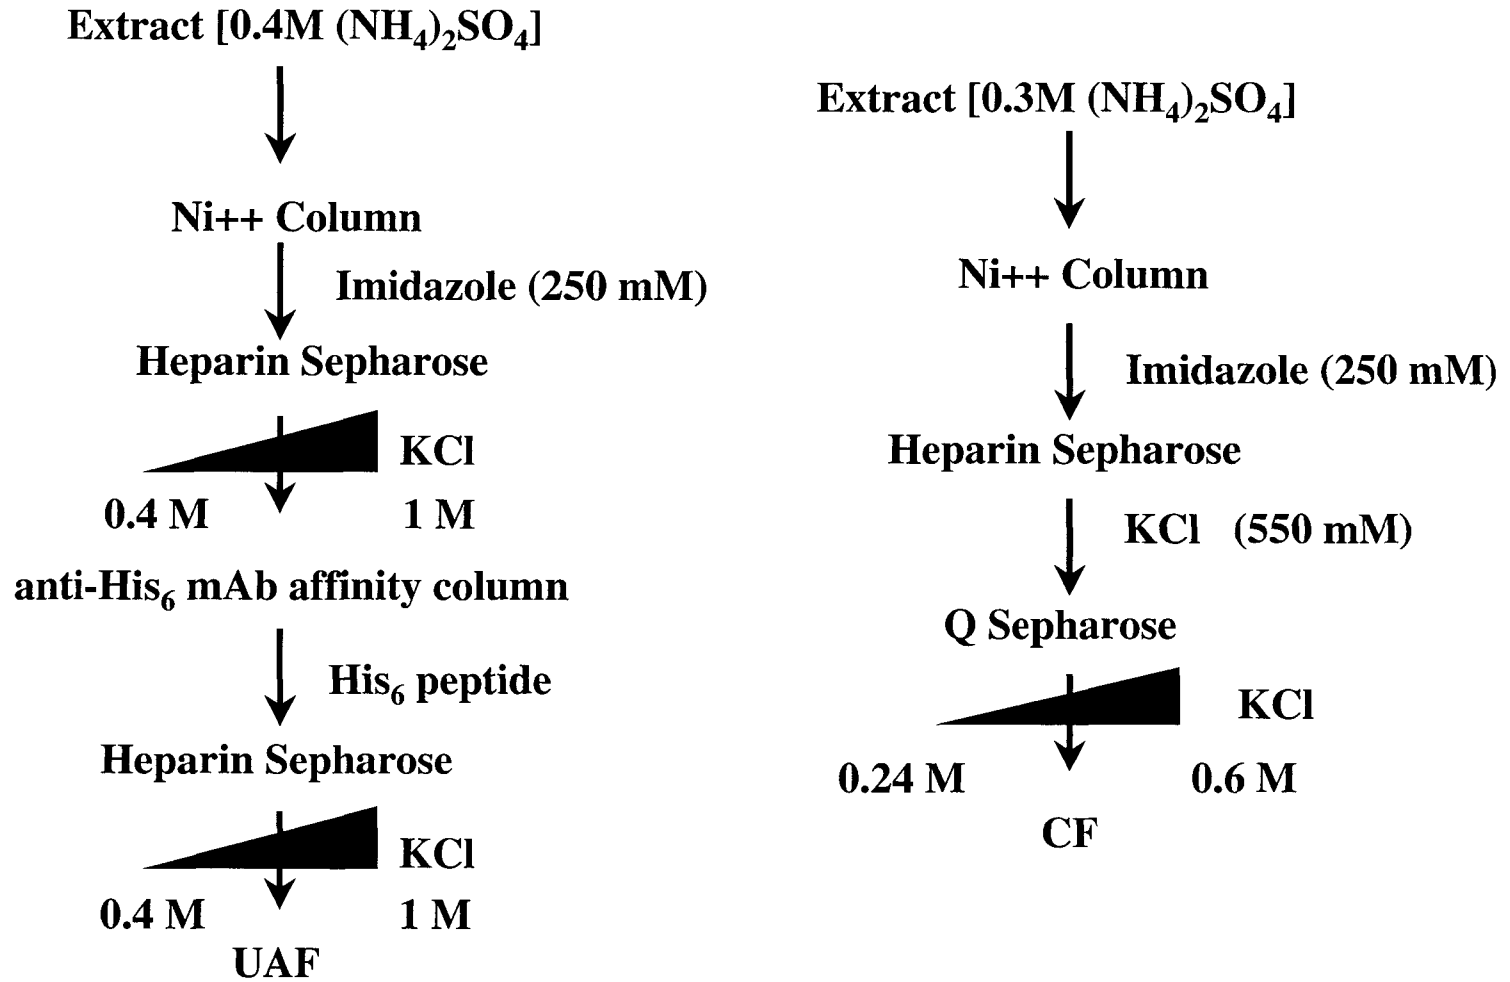 Extract [0.4M (NH₄)₂SO₄]
Ni++ Column
Imidazole (250 mM)
Heparin Sepharose
KCl
0.4 M 1 M
anti-His₆ mAb affinity column
His₆ peptide
Heparin Sepharose
KCl
0.4 M 1 M
UAF
Extract [0.3M (NH₄)₂SO₄]
Ni++ Column
Imidazole (250 mM)
Heparin Sepharose
KCl (550 mM)
Q Sepharose
KCl
0.24 M 0.6 M
CF